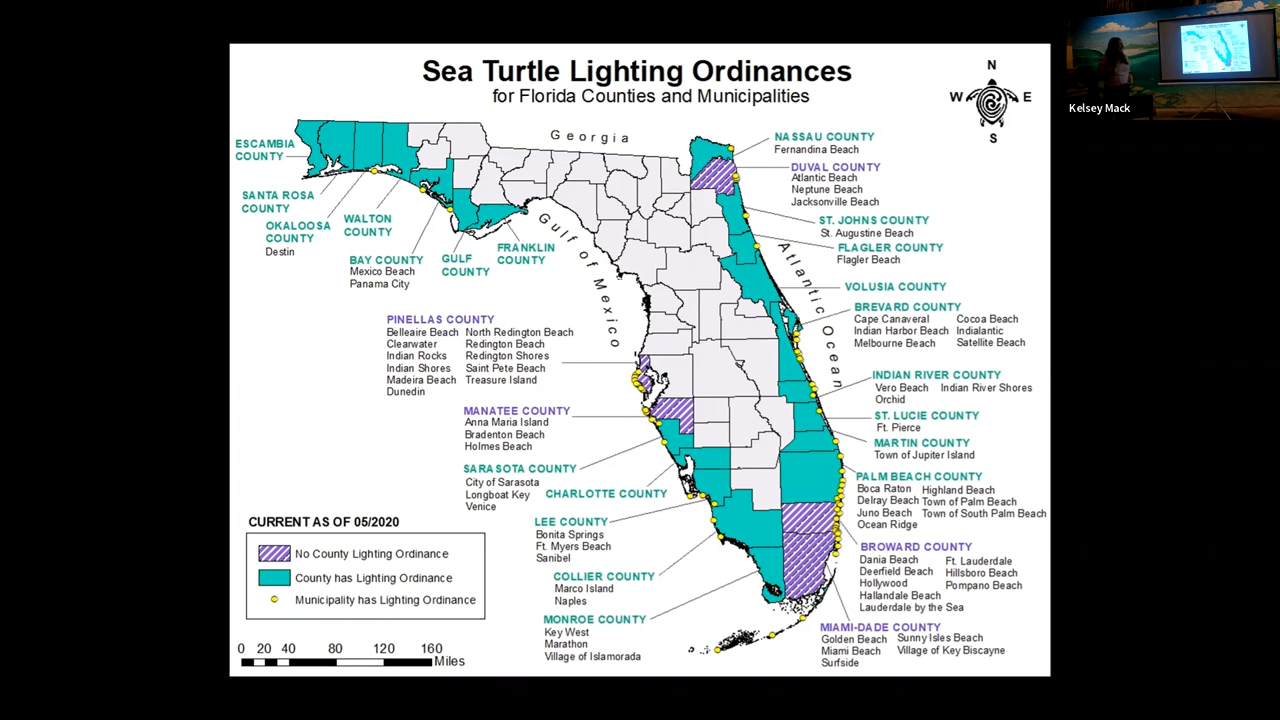 Sea Turtle Lighting Ordinances
for Florida Counties and Municipalities
N
W E
S
Kelsey Mack
Georgia
Gulf of Mexico
Atlantic Ocean
ESCAMBIA
COUNTY
SANTA ROSA
COUNTY
OKALOOSA
COUNTY
Destin
WALTON
COUNTY
BAY COUNTY
Mexico Beach
Panama City
GULF
COUNTY
FRANKLIN
COUNTY
PINELLAS COUNTY
Belleaire Beach North Redington Beach
Clearwater Redington Beach
Indian Rocks Redington Shores
Indian Shores Saint Pete Beach
Madeira Beach Treasure Island
Dunedin
MANATEE COUNTY
Anna Maria Island
Bradenton Beach
Holmes Beach
SARASOTA COUNTY
City of Sarasota
Longboat Key
Venice
CHARLOTTE COUNTY
LEE COUNTY
Bonita Springs
Ft. Myers Beach
Sanibel
COLLIER COUNTY
Marco Island
Naples
MONROE COUNTY
Key West
Marathon
Village of Islamorada
NASSAU COUNTY
Fernandina Beach
DUVAL COUNTY
Atlantic Beach
Neptune Beach
Jacksonville Beach
ST. JOHNS COUNTY
St. Augustine Beach
FLAGLER COUNTY
Flagler Beach
VOLUSIA COUNTY
BREVARD COUNTY
Cape Canaveral Cocoa Beach
Indian Harbor Beach Indialantic
Melbourne Beach Satellite Beach
INDIAN RIVER COUNTY
Vero Beach Indian River Shores
Orchid
ST. LUCIE COUNTY
Ft. Pierce
MARTIN COUNTY
Town of Jupiter Island
PALM BEACH COUNTY
Boca Raton Highland Beach
Delray Beach Town of Palm Beach
Juno Beach Town of South Palm Beach
Ocean Ridge
BROWARD COUNTY
Dania Beach Ft. Lauderdale
Deerfield Beach Hillsboro Beach
Hollywood Pompano Beach
Hallandale Beach
Lauderdale by the Sea
MIAMI-DADE COUNTY
Golden Beach Sunny Isles Beach
Miami Beach Village of Key Biscayne
Surfside
CURRENT AS OF 05/2020
No County Lighting Ordinance
County has Lighting Ordinance
Municipality has Lighting Ordinance
0 20 40 80 120 160
Miles